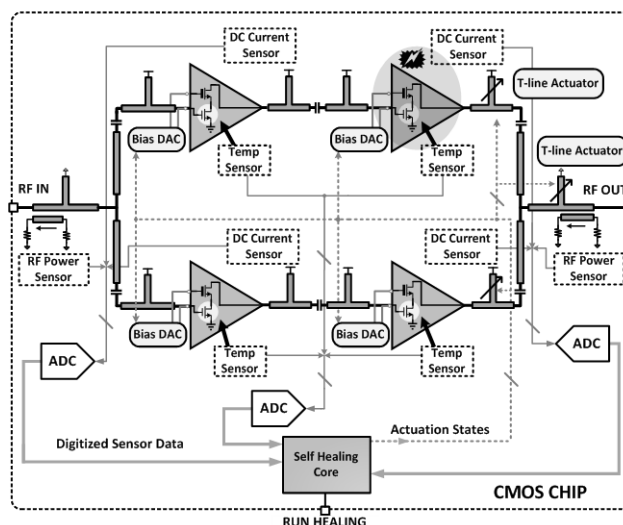 DC Current
Sensor
DC Current
Sensor
T-line Actuator
Bias DAC
Temp
Sensor
Bias DAC
Temp
Sensor
T-line Actuator
RF IN
RF OUT
RF Power
Sensor
DC Current
Sensor
DC Current
Sensor
RF Power
Sensor
Bias DAC
Temp
Sensor
Bias DAC
Temp
Sensor
ADC
ADC
ADC
Digitized Sensor Data
Self Healing
Core
Actuation States
CMOS CHIP
RUN HEALING